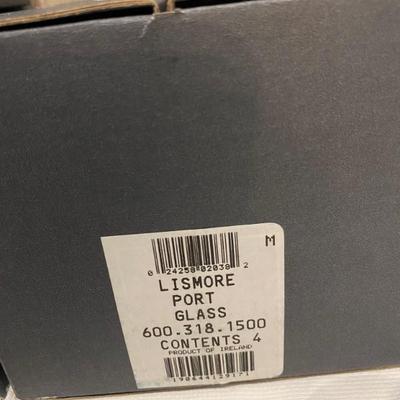 M
0 24258 02038 2
LISMORE
PORT
GLASS
600.318.1500
CONTENTS 4
PRODUCT OF IRELAND